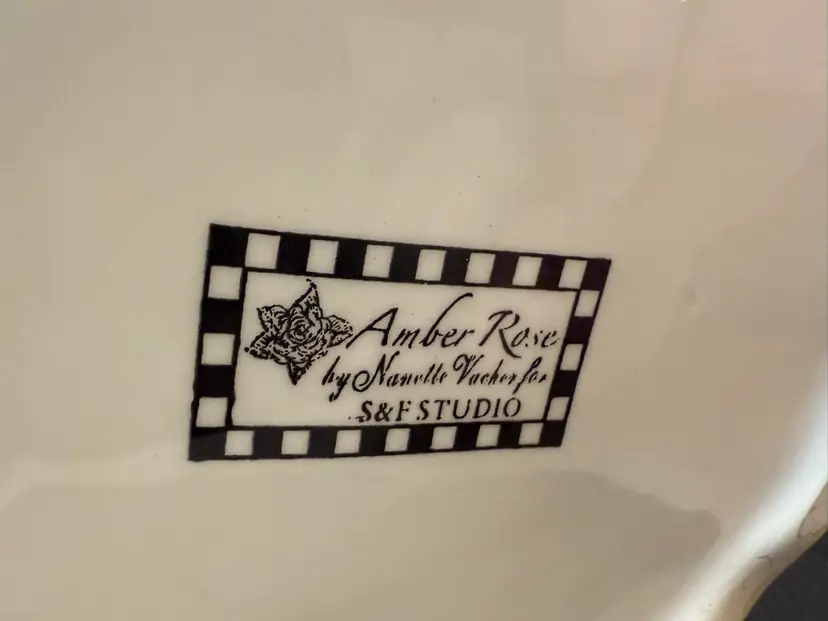 Amber Rose
by Nanette Vacher for
S&F STUDIO